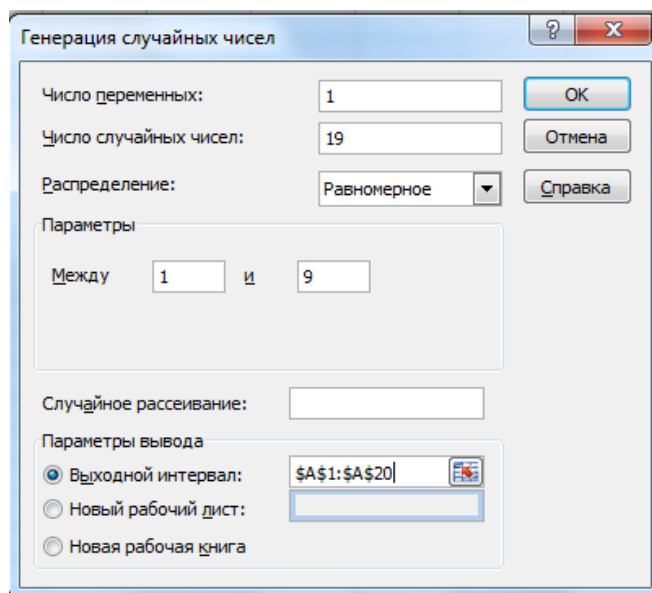 Генерация случайных чисел
Число переменных: 1 ОК
Число случайных чисел: 19 Отмена
Распределение: Равномерное Справка
Параметры
Между 1 и 9
Случайное рассеивание:
Параметры вывода
Выходной интервал: $A$1:$A$20
Новый рабочий лист:
Новая рабочая книга